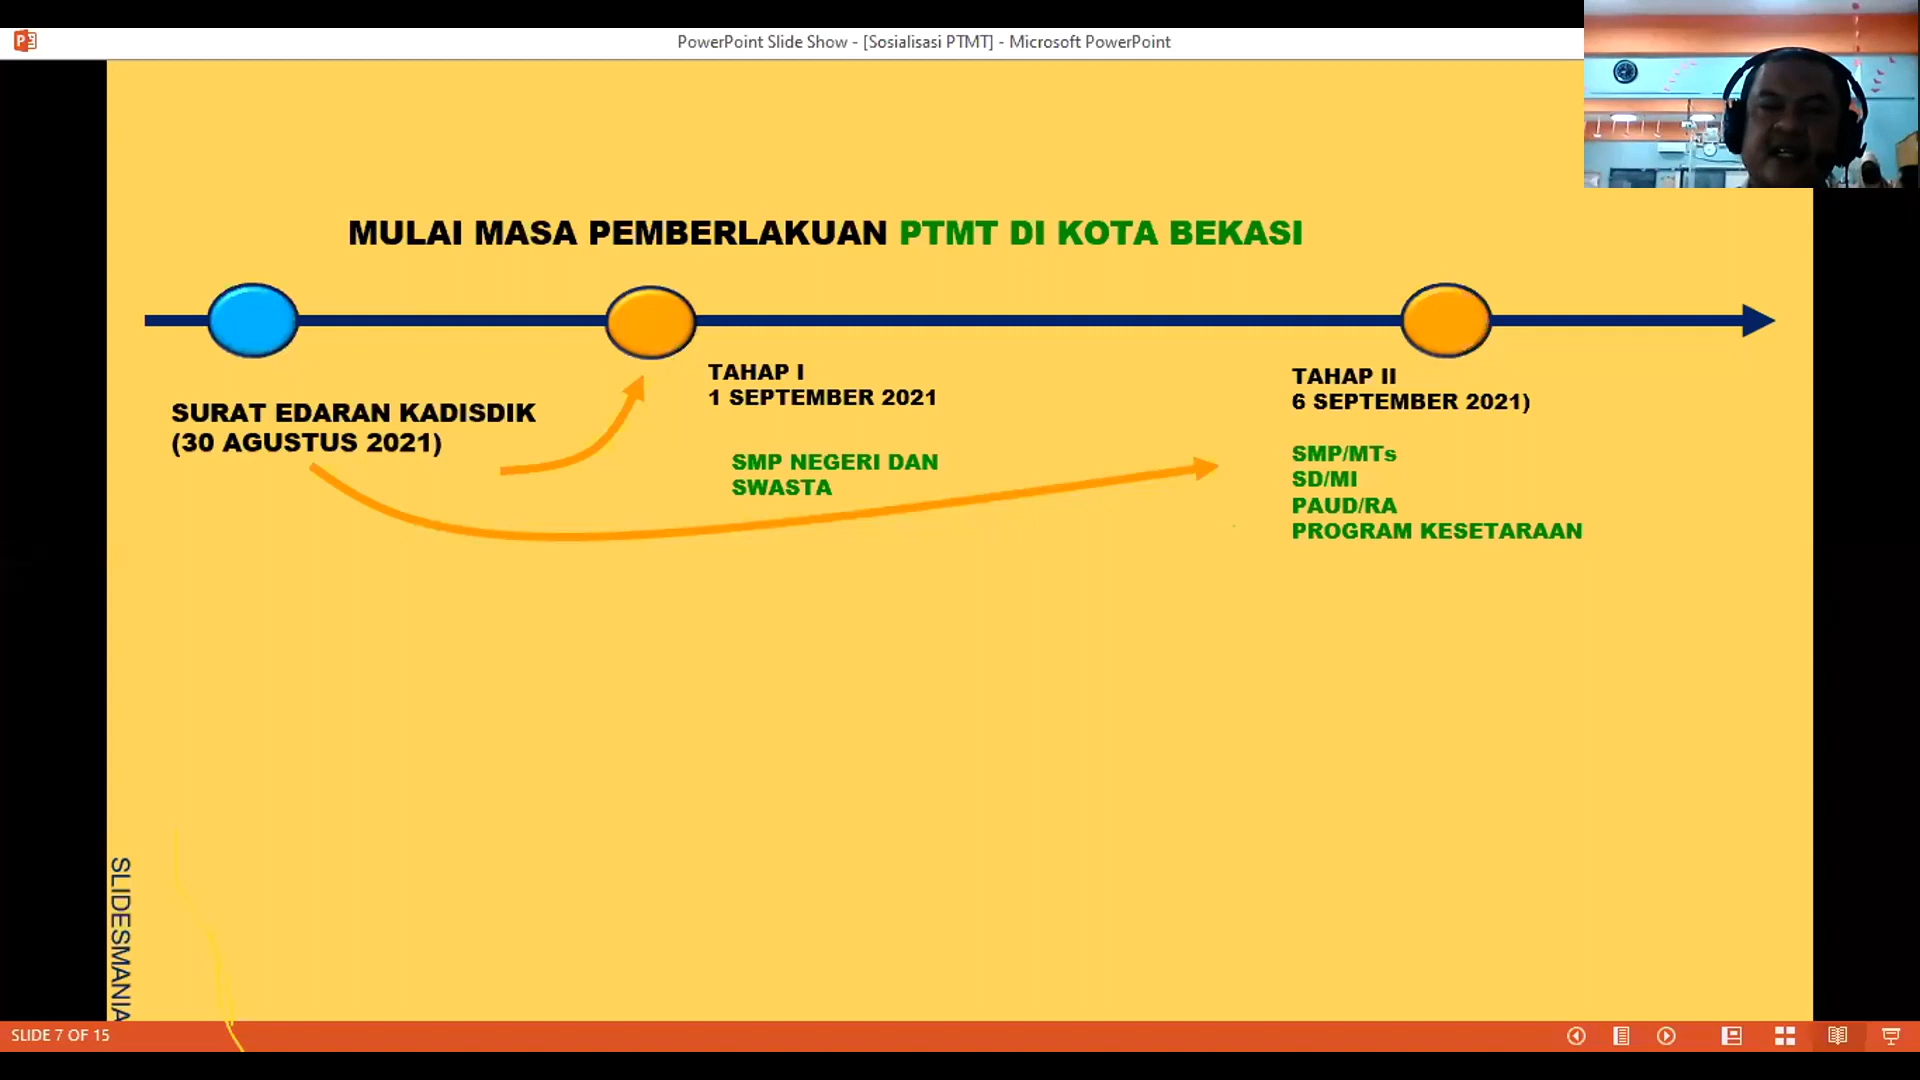 PowerPoint Slide Show - [Sosialisasi PTMT] - Microsoft PowerPoint
MULAI MASA PEMBERLAKUAN PTMT DI KOTA BEKASI
SURAT EDARAN KADISDIK
(30 AGUSTUS 2021)
TAHAP I
1 SEPTEMBER 2021
SMP NEGERI DAN
SWASTA
TAHAP II
6 SEPTEMBER 2021)
SMP/MTs
SD/MI
PAUD/RA
PROGRAM KESETARAAN
SLIDESMANIA
SLIDE 7 OF 15